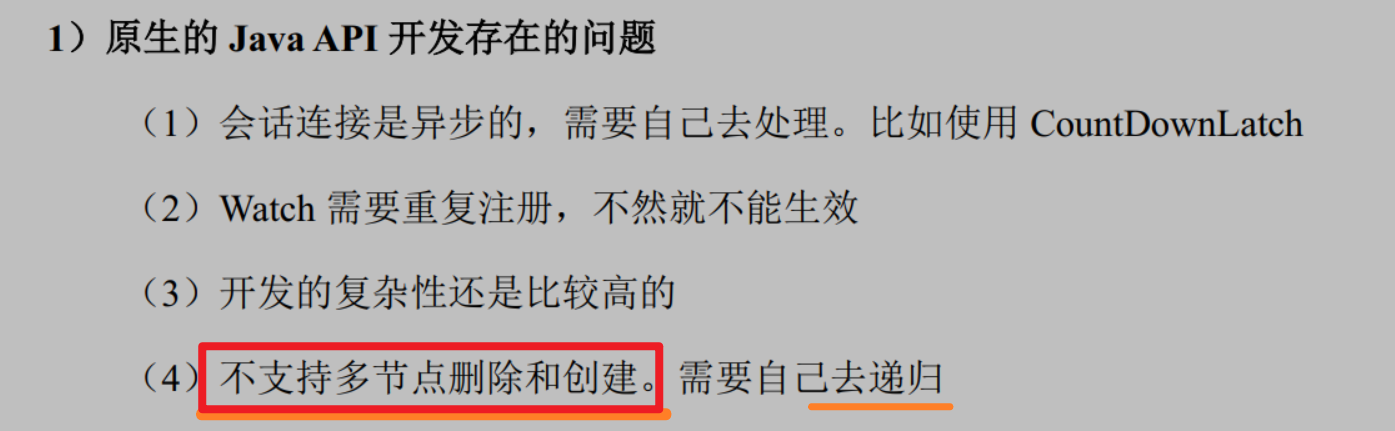 1）原生的 Java API 开发存在的问题
（1）会话连接是异步的，需要自己去处理。比如使用 CountDownLatch
（2）Watch 需要重复注册，不然就不能生效
（3）开发的复杂性还是比较高的
（4）不支持多节点删除和创建。需要自己去递归